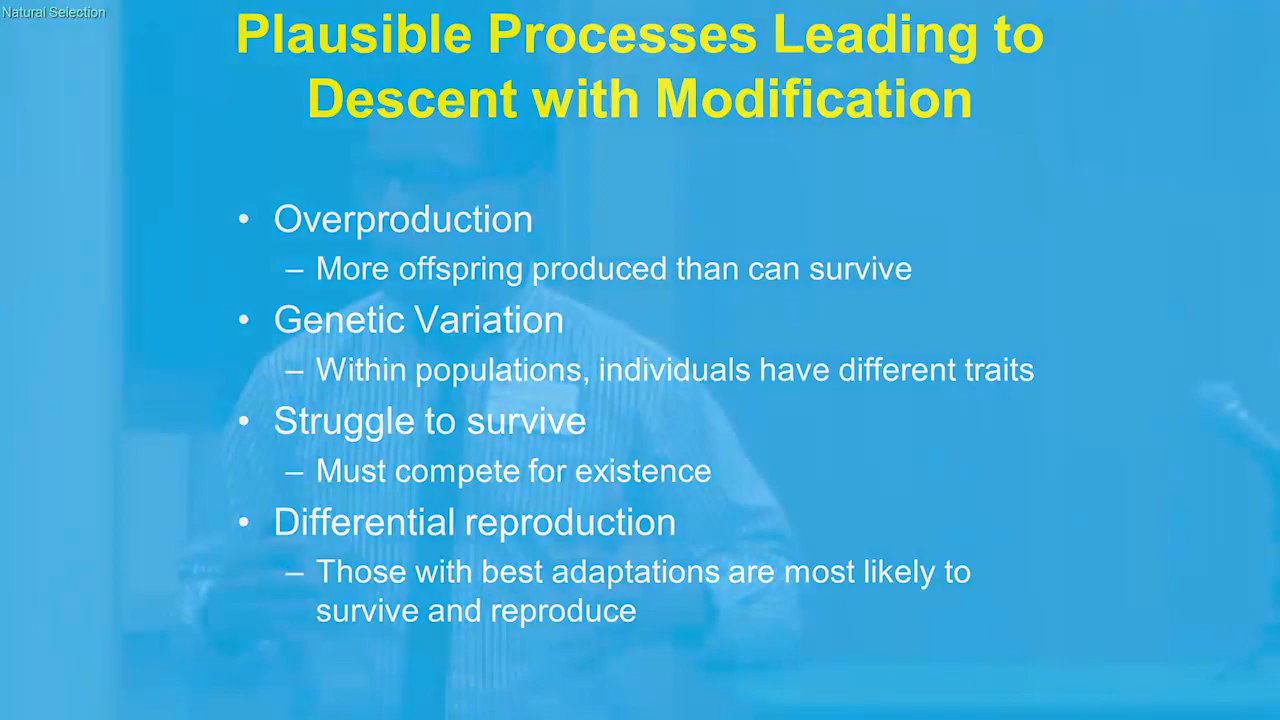 Natural Selection
Plausible Processes Leading to
Descent with Modification
• Overproduction
– More offspring produced than can survive
• Genetic Variation
– Within populations, individuals have different traits
• Struggle to survive
– Must compete for existence
• Differential reproduction
– Those with best adaptations are most likely to
survive and reproduce